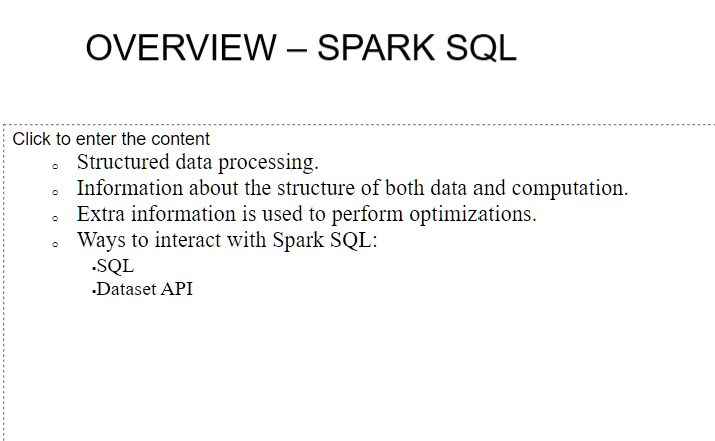 OVERVIEW – SPARK SQL
Click to enter the content
Structured data processing.
Information about the structure of both data and computation.
Extra information is used to perform optimizations.
Ways to interact with Spark SQL:
SQL
Dataset API